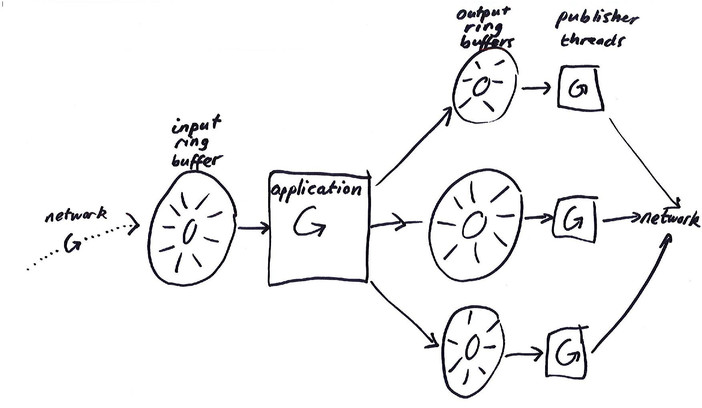 network
input
ring
buffer
application
output
ring
buffers
publisher
threads
network